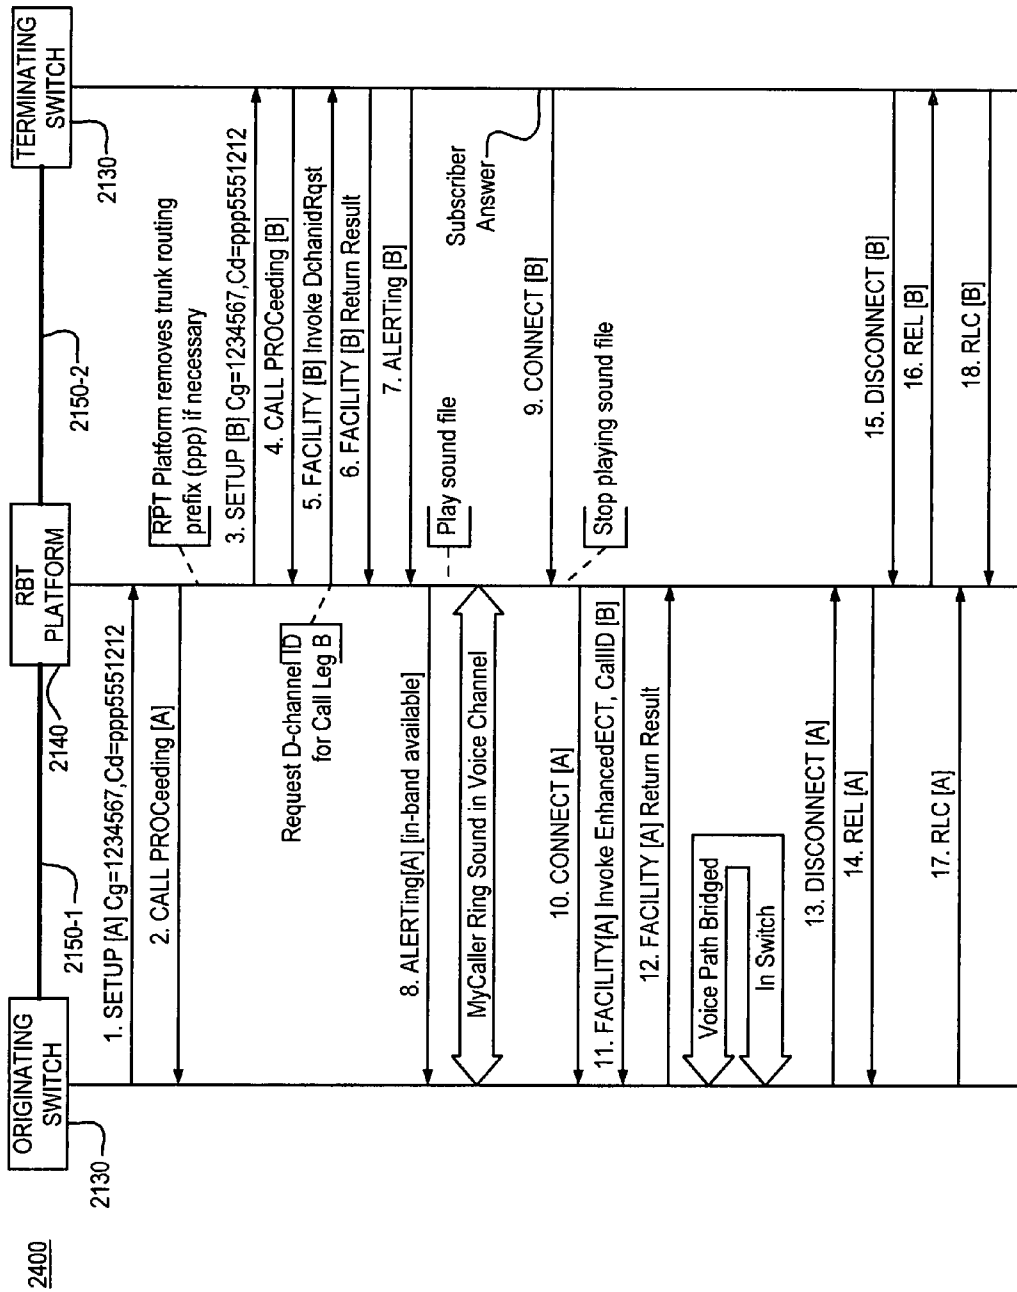 2400
ORIGINATING
SWITCH
2130
2150-1
RBT
PLATFORM
2140
2150-2
TERMINATING
SWITCH
2130
1. SETUP [A] Cg=1234567,Cd=ppp5551212
2. CALL PROCeeding [A]
RPT Platform removes trunk routing
prefix (ppp) if necessary
3. SETUP [B] Cg=1234567,Cd=ppp5551212
4. CALL PROCeeding [B]
Request D-channel ID
for Call Leg B
5. FACILITY [B] Invoke DchanidRqst
6. FACILITY [B] Return Result
7. ALERTing [B]
8. ALERTing[A] [in-band available]
Play sound file
MyCaller Ring Sound in Voice Channel
Subscriber
Answer
9. CONNECT [B]
Stop playing sound file
10. CONNECT [A]
11. FACILITY[A] Invoke EnhancedECT, CallID [B]
12. FACILITY [A] Return Result
Voice Path Bridged
In Switch
13. DISCONNECT [A]
14. REL [A]
15. DISCONNECT [B]
16. REL [B]
17. RLC [A]
18. RLC [B]